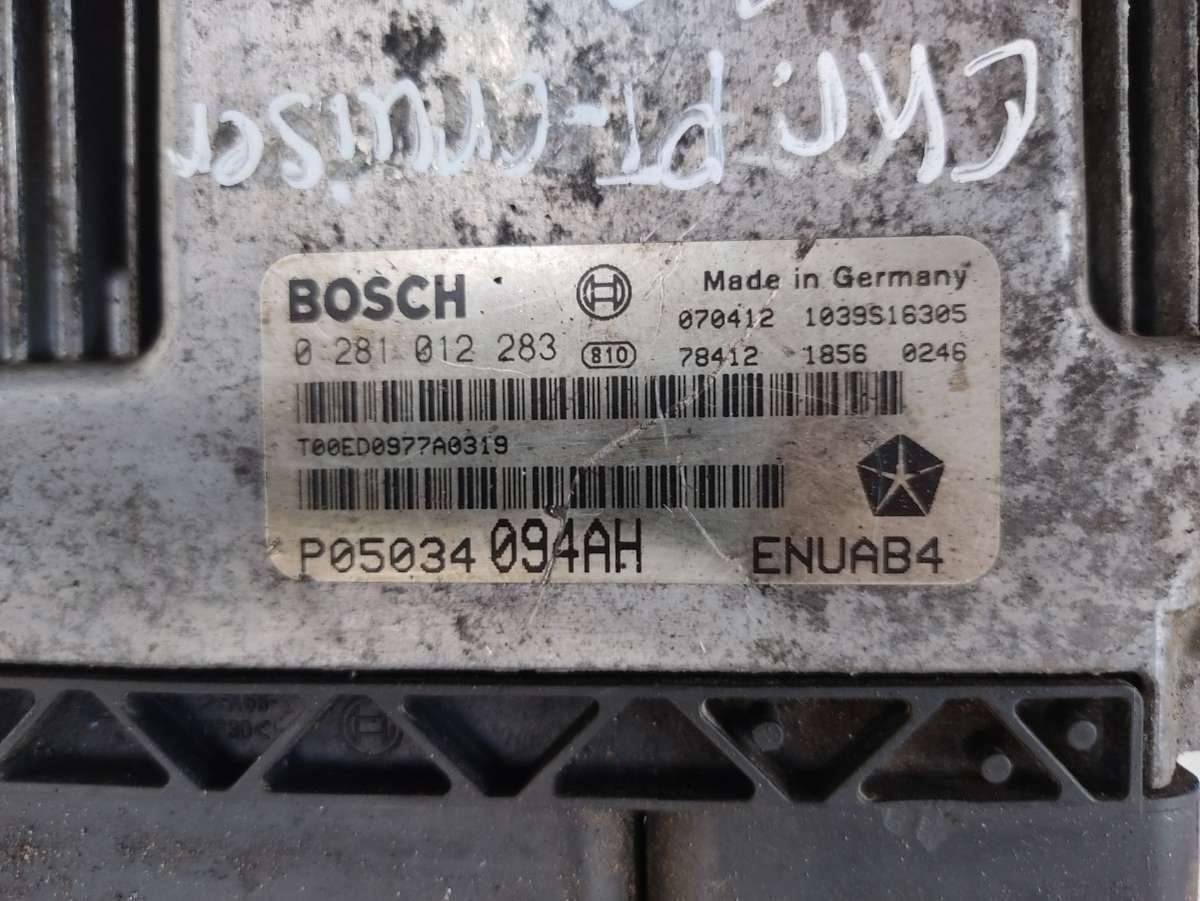 CHR. PT-cruiser
BOSCH
Made in Germany
070412 1039S16305
0 281 012 283 810 78412 1856 0246
T00ED0977A0319
P05034 094AH ENUAB4